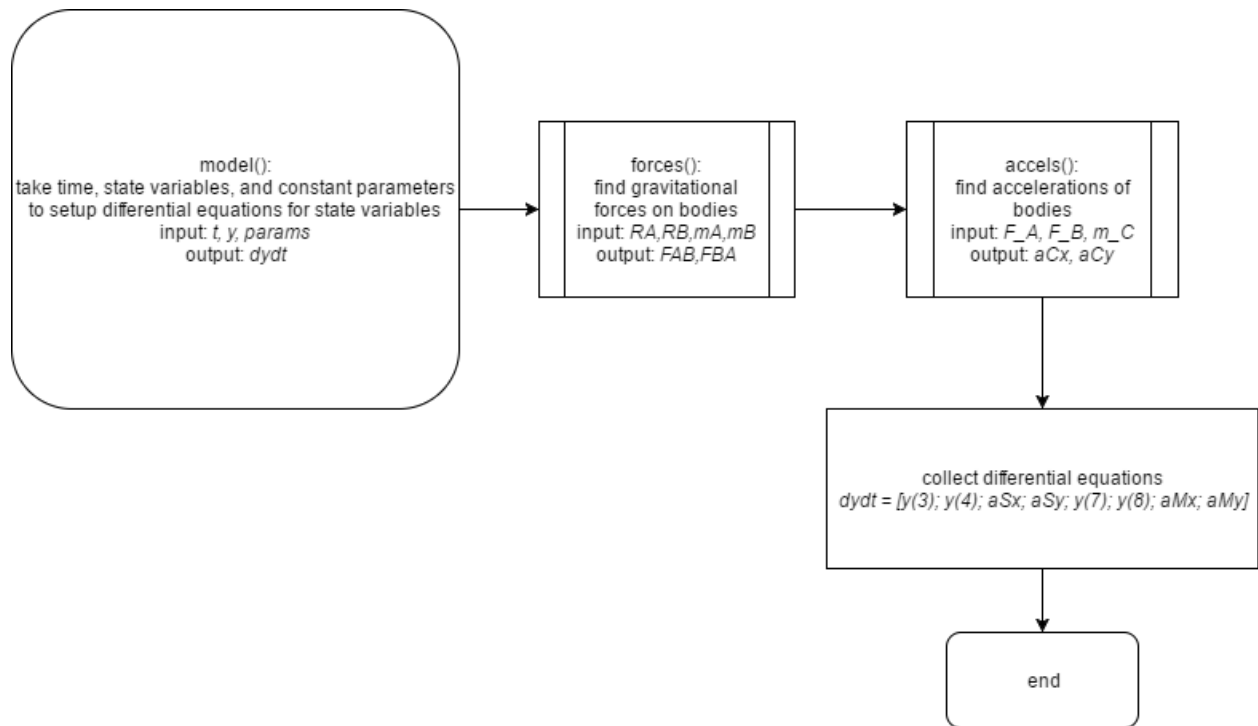 model():
take time, state variables, and constant parameters
to setup differential equations for state variables
input: t, y, params
output: dydt
forces():
find gravitational
forces on bodies
input: RA,RB,mA,mB
output: FAB,FBA
accels():
find accelerations of
bodies
input: F_A, F_B, m_C
output: aCx, aCy
collect differential equations
dydt = [y(3); y(4); aSx; aSy; y(7); y(8); aMx; aMy]
end